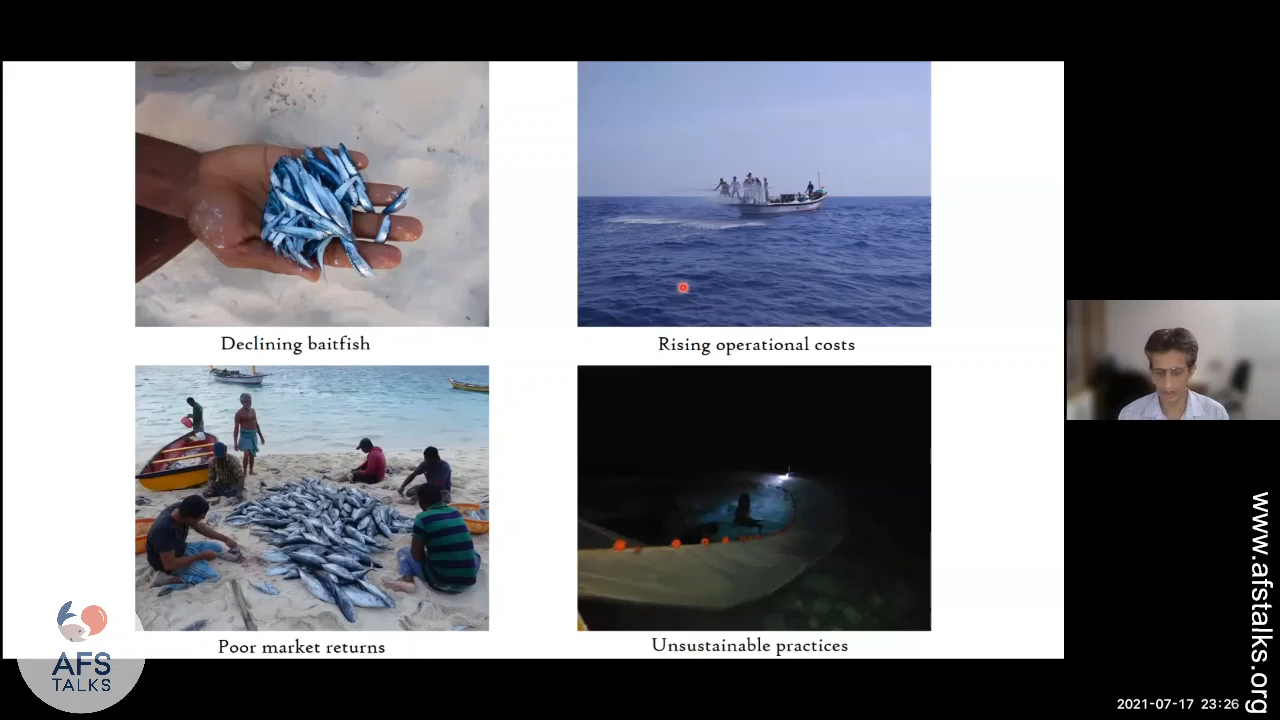 Declining baitfish
Rising operational costs
Poor market returns
Unsustainable practices
AFS
TALKS
www.afstalks.org
2021-07-17 23:26